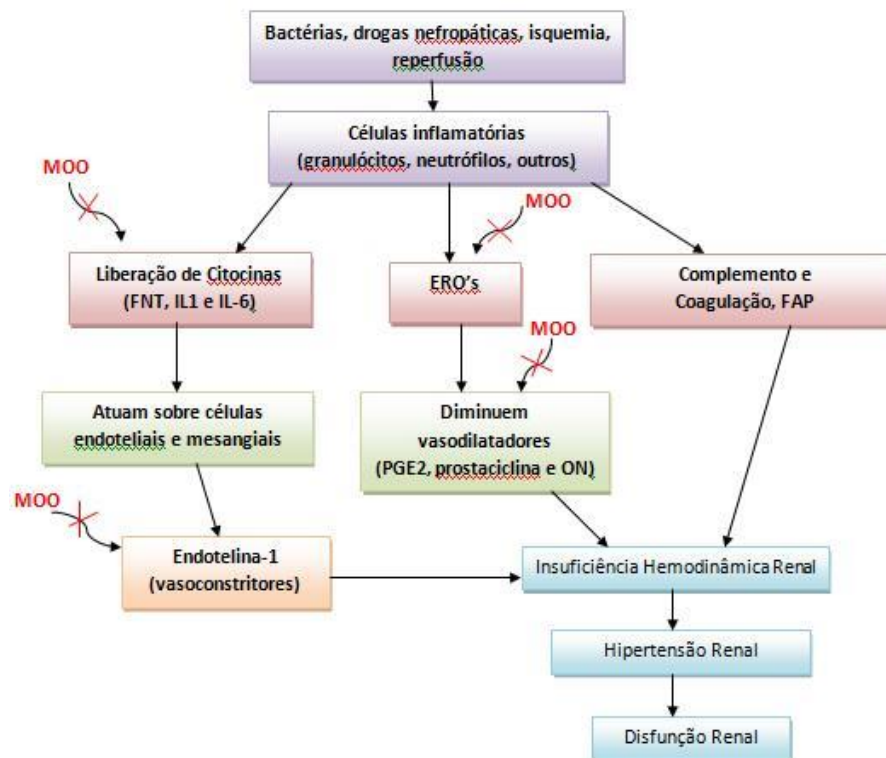 Bactérias, drogas nefropáticas, isquemia,
reperfusão
Células inflamatórias
(granulócitos, neutrófilos, outros)
MOO
MOO
Liberação de Citocinas
(FNT, IL1 e IL-6)
ERO's
Complemento e
Coagulação, FAP
MOO
Atuam sobre células
endoteliais e mesangiais
Diminuem
vasodilatadores
(PGE2, prostaciclina e ON)
MOO
Endotelina-1
(vasoconstritores)
Insuficiência Hemodinâmica Renal
Hipertensão Renal
Disfunção Renal